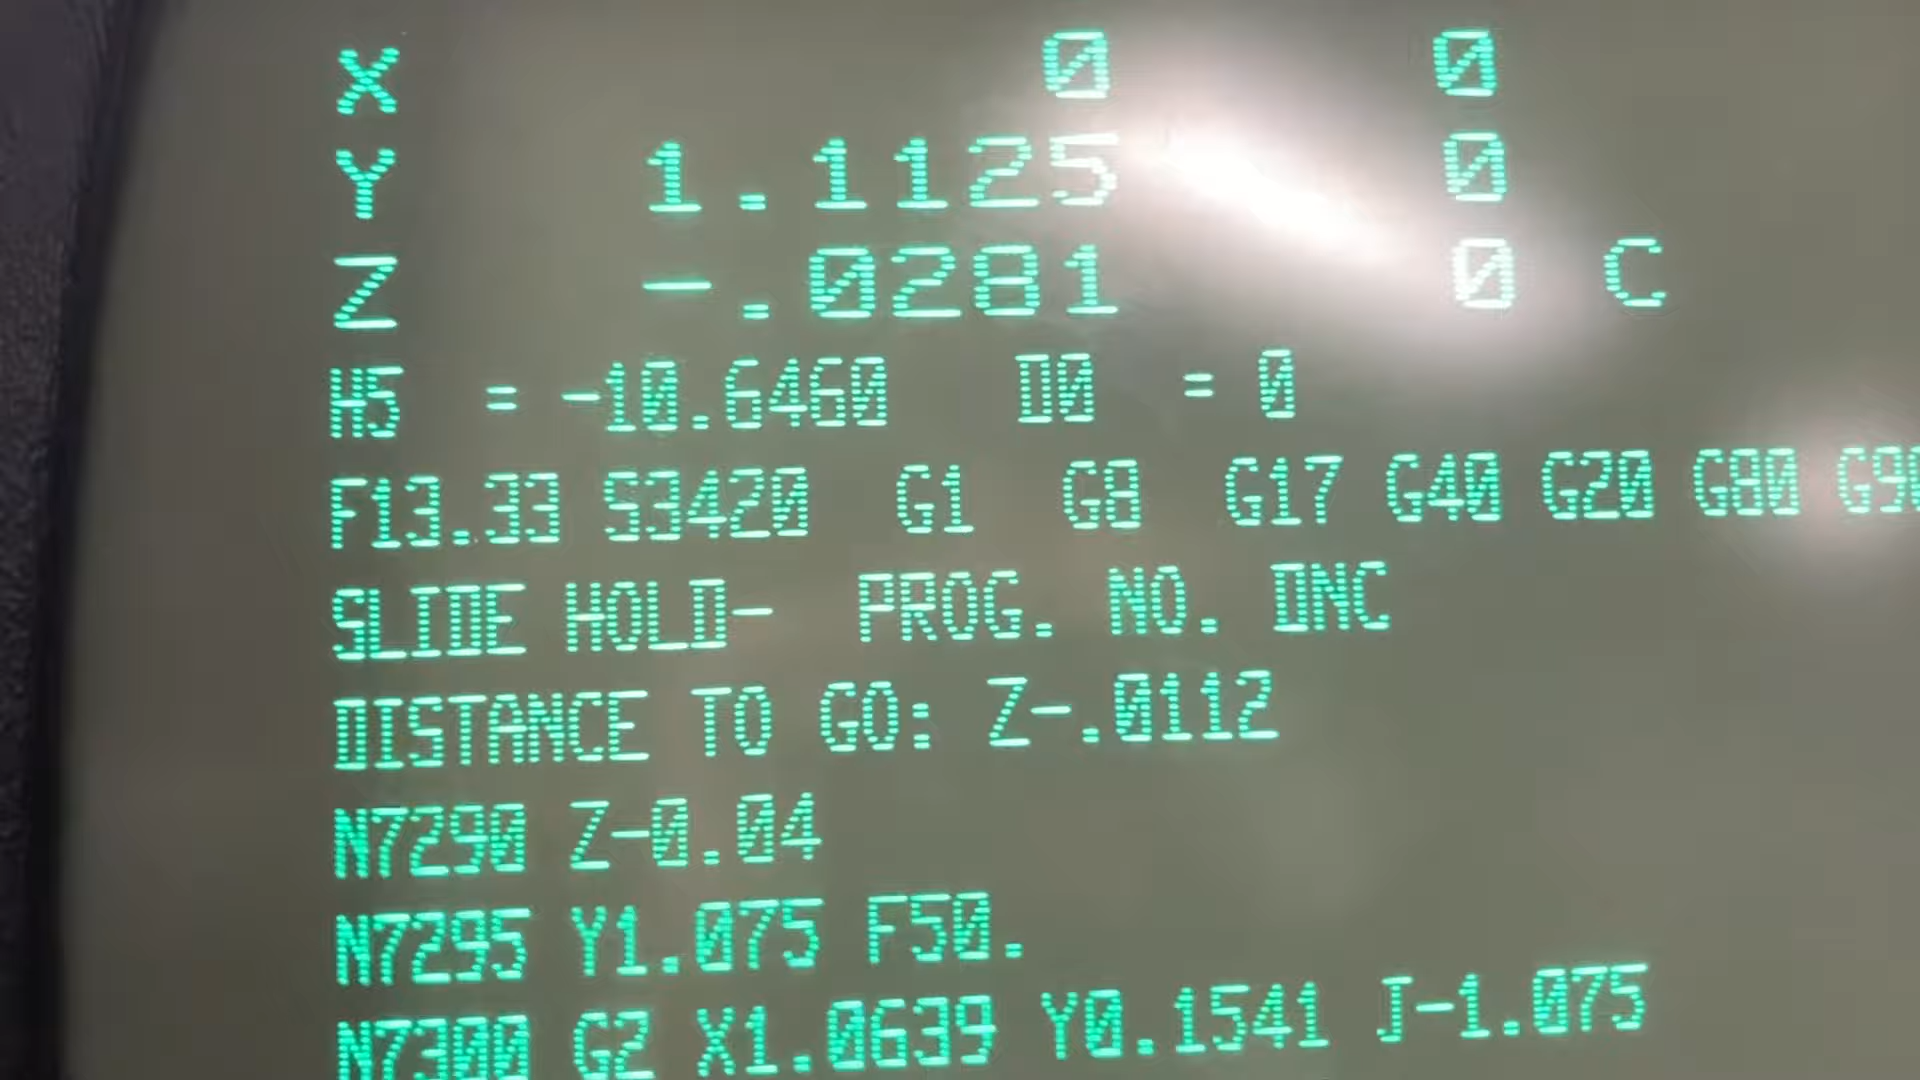 X 0 0
Y 1.1125 0
Z -.0281 0 C
H5 = -10.6460 D0 = 0
F13.33 S3420 G1 G8 G17 G40 G20 G80
SLIDE HOLD- PROG. NO. DNC
DISTANCE TO GO: Z-.0112
N7290 Z-0.04
N7295 Y1.075 F50.
N7300 G2 X1.0639 Y0.1541 J-1.075